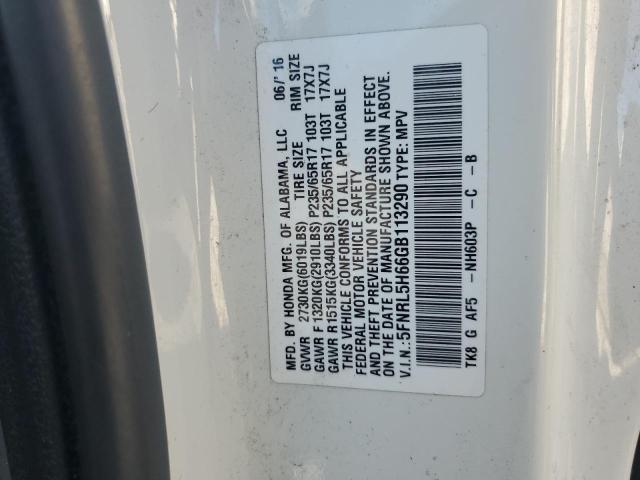 MFD. BY HONDA MFG. OF ALABAMA, LLC 06/'16
GVWR 2730KG(6019LBS) TIRE SIZE RIM SIZE
GAWR F 1320KG(2910LBS) P235/65R17 103T 17X7J
GAWR R1515KG(3340LBS) P235/65R17 103T 17X7J
THIS VEHICLE CONFORMS TO ALL APPLICABLE
FEDERAL MOTOR VEHICLE SAFETY
AND THEFT PREVENTION STANDARDS IN EFFECT
ON THE DATE OF MANUFACTURE SHOWN ABOVE.
V.I.N.:5FNRL5H66GB113290 TYPE: MPV
TK8 G AF5 -NH603P -C -B